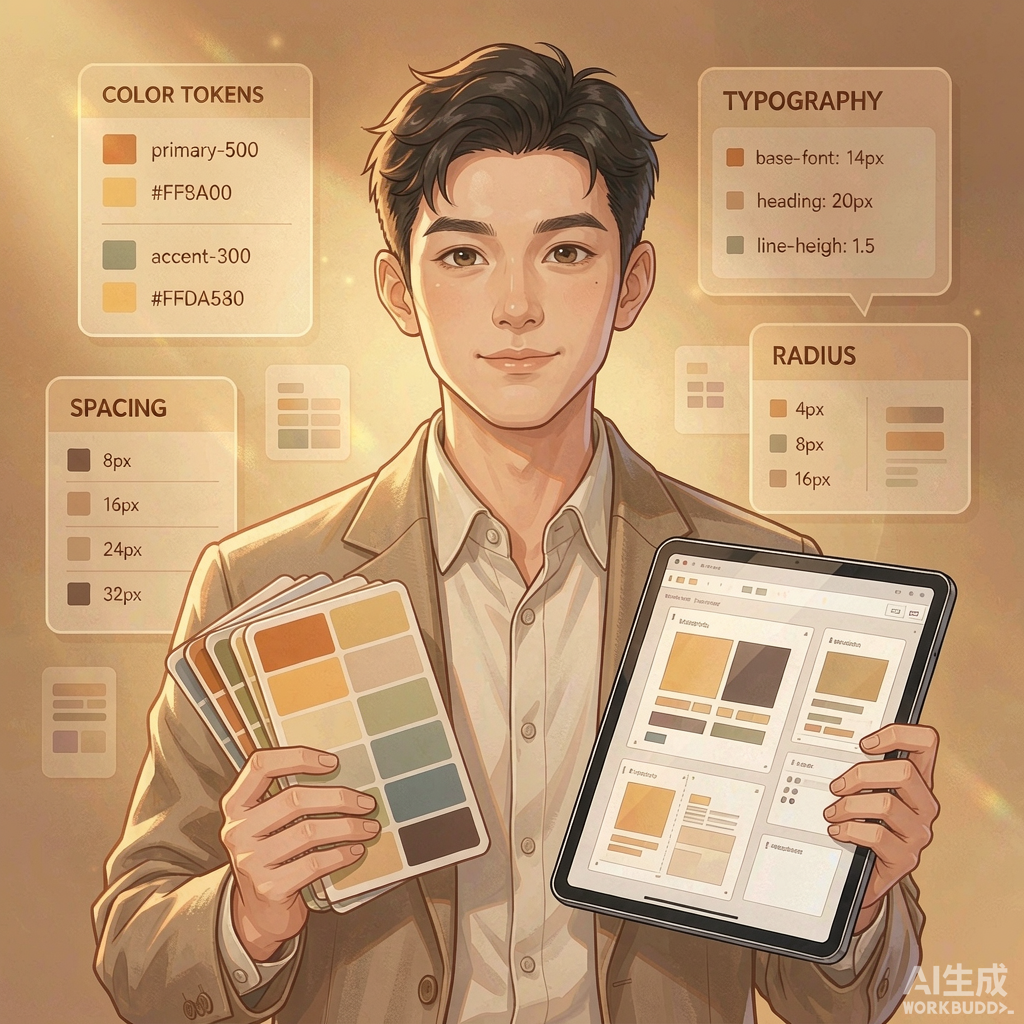 COLOR TOKENS
primary-500
#FF8A00
accent-300
#FFDA580
TYPOGRAPHY
base-font: 14px
heading: 20px
line-heigh: 1.5
RADIUS
4px
8px
16px
SPACING
8px
16px
24px
32px
AI生成
WORKBUDD>_